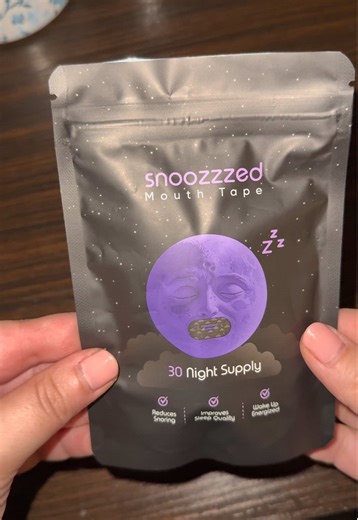 snoozzzed
Mouth Tape
z z z
30 Night Supply
Reduces
Snoring
Improves
Sleep Quality
Wake Up
Energized